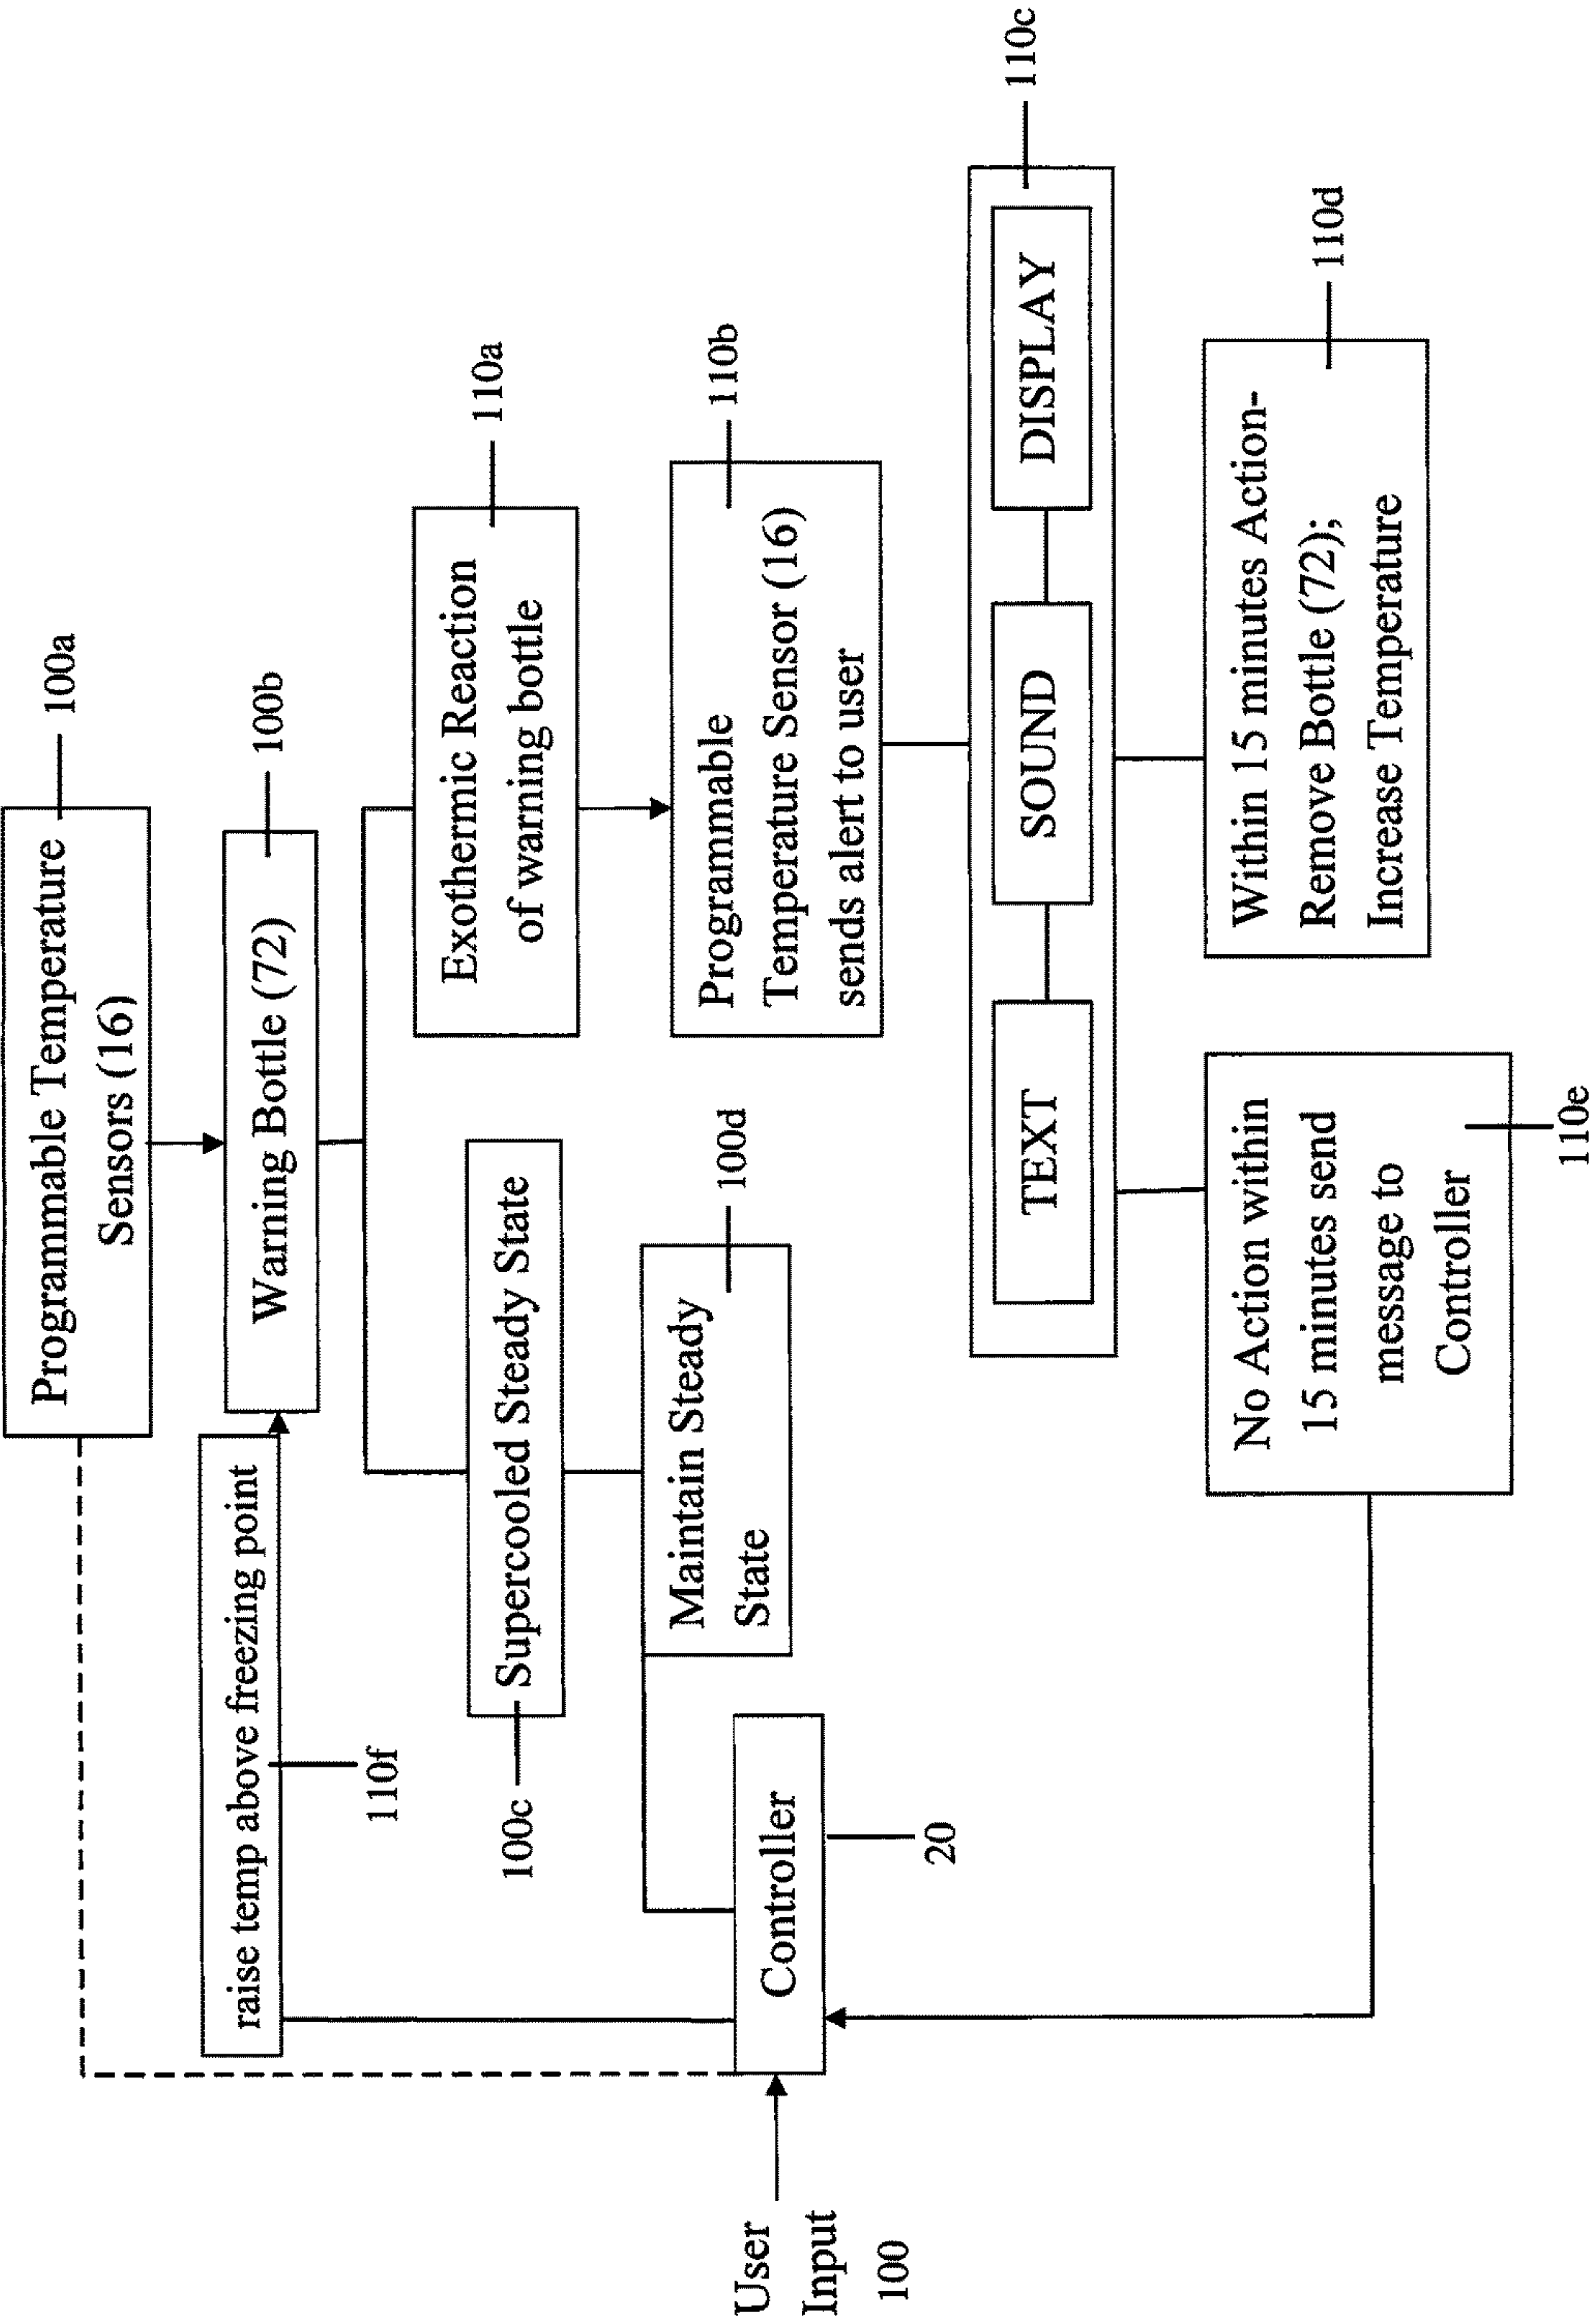 Programmable Temperature
Sensors (16)
100a
Warning Bottle (72)
100b
raise temp above freezing point
110f
Supercooled Steady State
100c
Maintain Steady
State
100d
Exothermic Reaction
of warning bottle
110a
Programmable
Temperature Sensor (16)
sends alert to user
110b
User
Input
100
Controller
20
TEXT
SOUND
DISPLAY
110c
No Action within
15 minutes send
message to
Controller
110e
Within 15 minutes Action-
Remove Bottle (72);
Increase Temperature
110d